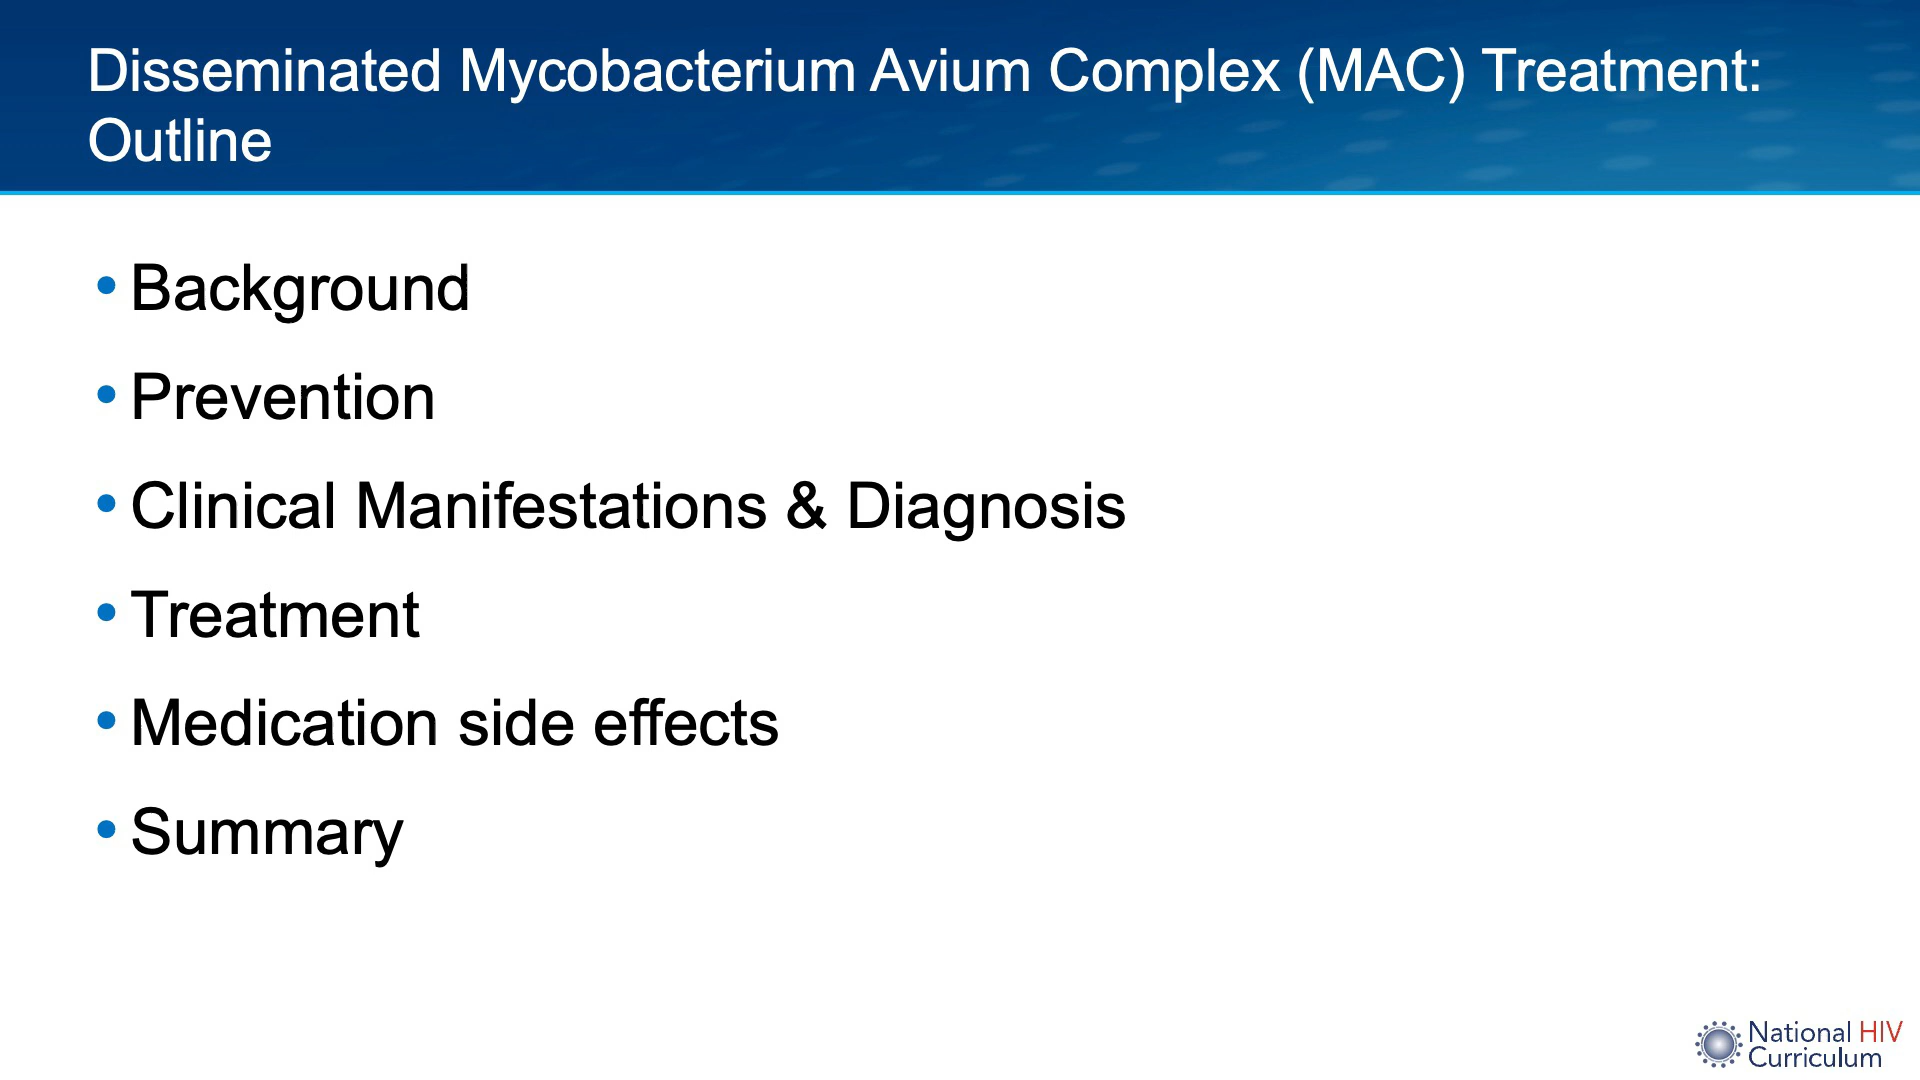 Disseminated Mycobacterium Avium Complex (MAC) Treatment:
Outline
• Background
• Prevention
• Clinical Manifestations & Diagnosis
• Treatment
• Medication side effects
• Summary
National HIV
Curriculum